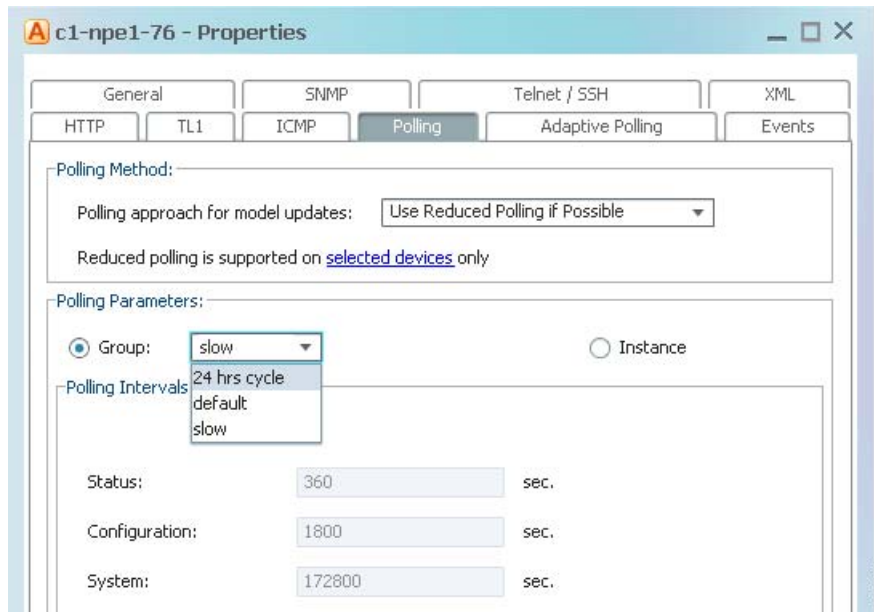 A c1-npe1-76 - Properties
General SNMP Telnet / SSH XML
HTTP TL1 ICMP Polling Adaptive Polling Events
Polling Method:
Polling approach for model updates: Use Reduced Polling if Possible
Reduced polling is supported on selected devices only
Polling Parameters:
Group: slow Instance
24 hrs cycle
Polling Intervals
default
slow
Status: 360 sec.
Configuration: 1800 sec.
System: 172800 sec.